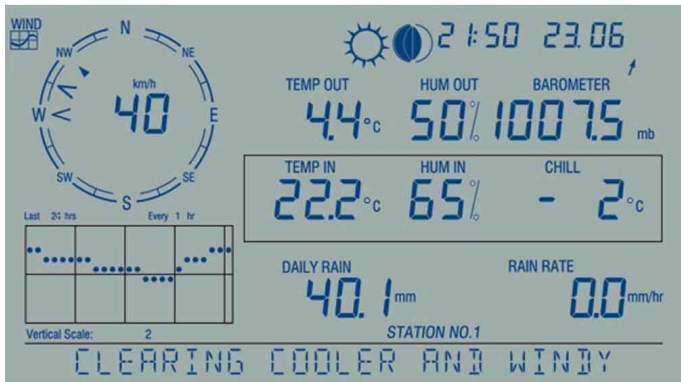 WIND
N
NW
NE
km/h
40
W
E
SW
SE
S
21:50 23.06
TEMP OUT HUM OUT BAROMETER
4.4°C 50% 1007.5 mb
TEMP IN HUM IN CHILL
22.2°C 65% - 2°C
Last 24 hrs Every 1 hr
DAILY RAIN RAIN RATE
40.1 mm 0.0 mm/hr
Vertical Scale: 2
STATION NO.1
CLEARING COOLER AND WINDY